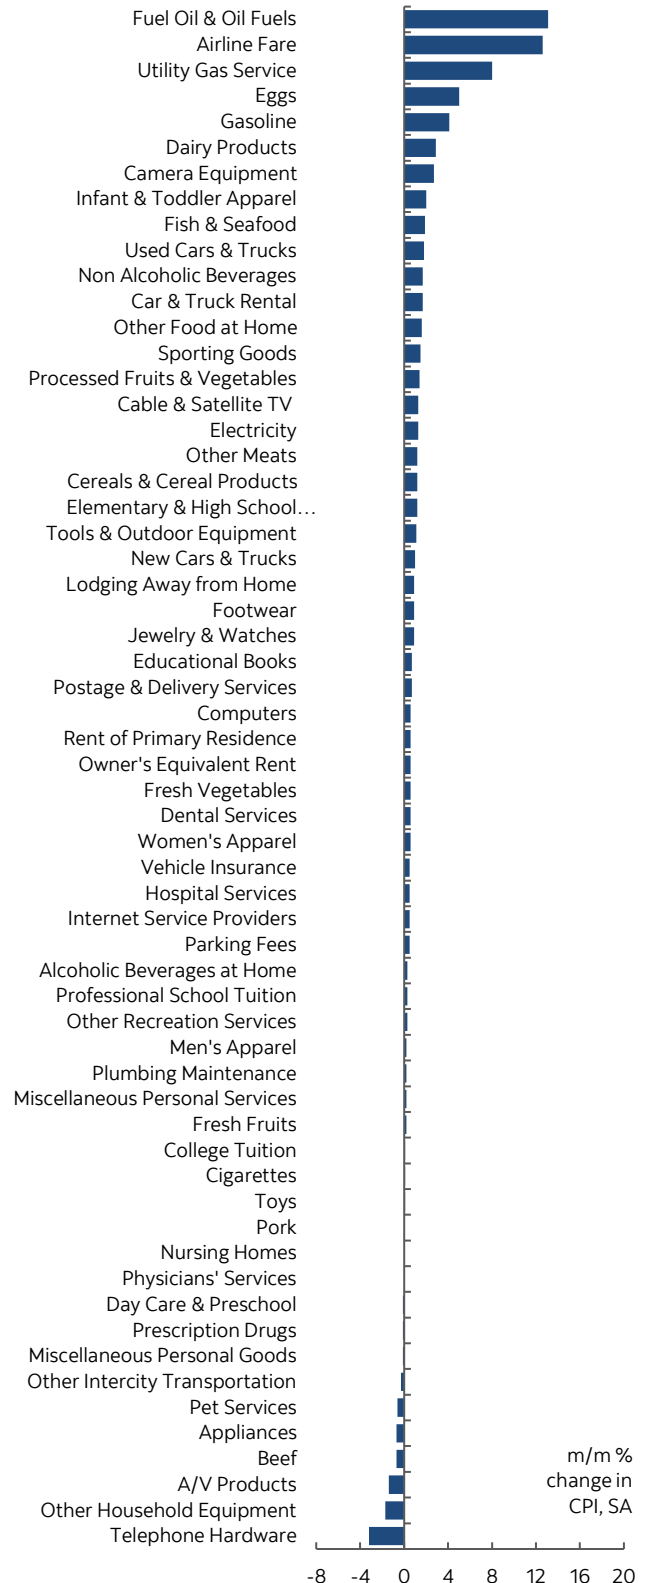 Fuel Oil & Oil Fuels
Airline Fare
Utility Gas Service
Eggs
Gasoline
Dairy Products
Camera Equipment
Infant & Toddler Apparel
Fish & Seafood
Used Cars & Trucks
Non Alcoholic Beverages
Car & Truck Rental
Other Food at Home
Sporting Goods
Processed Fruits & Vegetables
Cable & Satellite TV
Electricity
Other Meats
Cereals & Cereal Products
Elementary & High School…
Tools & Outdoor Equipment
New Cars & Trucks
Lodging Away from Home
Footwear
Jewelry & Watches
Educational Books
Postage & Delivery Services
Computers
Rent of Primary Residence
Owner's Equivalent Rent
Fresh Vegetables
Dental Services
Women's Apparel
Vehicle Insurance
Hospital Services
Internet Service Providers
Parking Fees
Alcoholic Beverages at Home
Professional School Tuition
Other Recreation Services
Men's Apparel
Plumbing Maintenance
Miscellaneous Personal Services
Fresh Fruits
College Tuition
Cigarettes
Toys
Pork
Nursing Homes
Physicians' Services
Day Care & Preschool
Prescription Drugs
Miscellaneous Personal Goods
Other Intercity Transportation
Pet Services
Appliances
Beef
A/V Products
Other Household Equipment
Telephone Hardware
m/m %
change in
CPI, SA
-8 -4 0 4 8 12 16 20